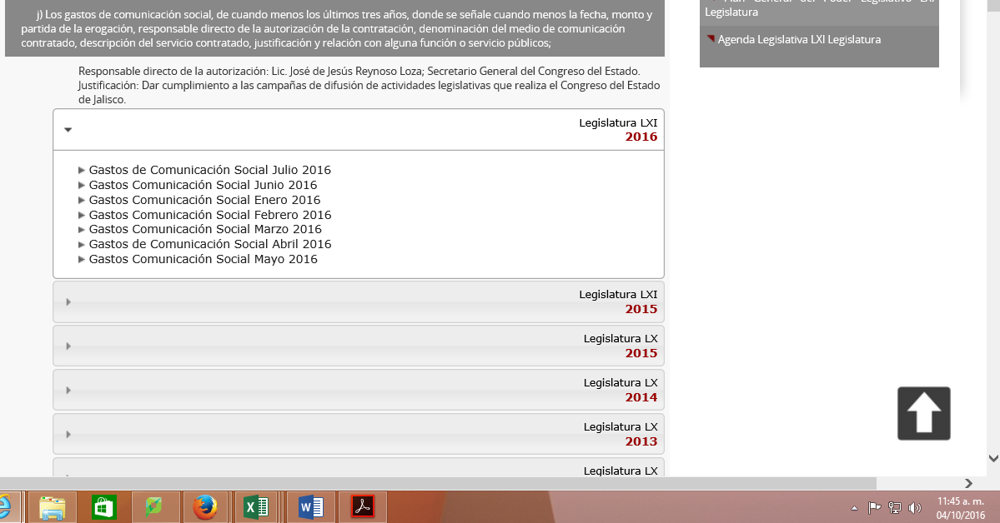 j) Los gastos de comunicación social, de cuando menos los últimos tres años, donde se señale cuando menos la fecha, monto y
partida de la erogación, responsable directo de la autorización de la contratación, denominación del medio de comunicación
contratado, descripción del servicio contratado, justificación y relación con alguna función o servicio públicos;
Responsable directo de la autorización: Lic. José de Jesús Reynoso Loza; Secretario General del Congreso del Estado.
Justificación: Dar cumplimiento a las campañas de difusión de actividades legislativas que realiza el Congreso del Estado
de Jalisco.
Legislatura LXI
2016
Gastos de Comunicación Social Julio 2016
Gastos Comunicación Social Junio 2016
Gastos Comunicación Social Enero 2016
Gastos Comunicación Social Febrero 2016
Gastos Comunicación Social Marzo 2016
Gastos de Comunicación Social Abril 2016
Gastos Comunicación Social Mayo 2016
Legislatura LXI
2015
Legislatura LX
2015
Legislatura LX
2014
Legislatura LX
2013
Legislatura LX
Plan General del Poder Legislativo LXI
Legislatura
Agenda Legislativa LXI Legislatura
11:45 a. m.
04/10/2016